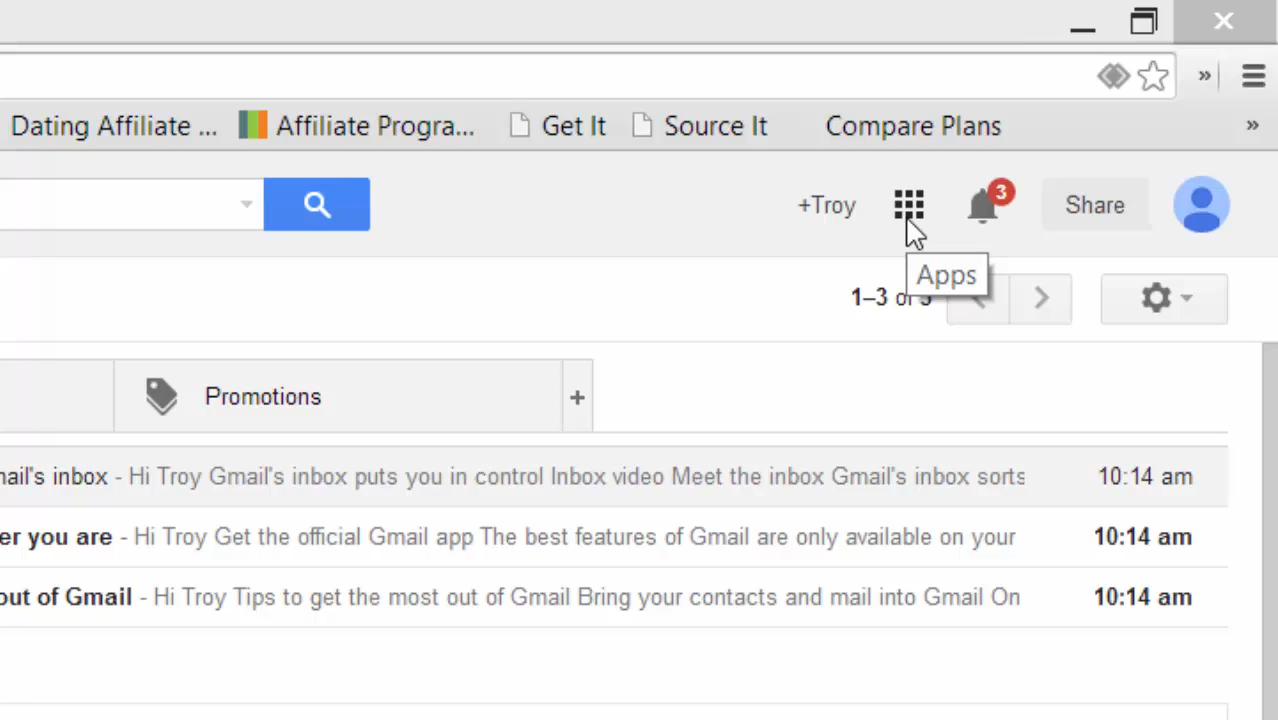 Dating Affiliate ... Affiliate Progra... Get It Source It Compare Plans »
+Troy 3 Share
Apps
1–3 of 3
Promotions +
nail's inbox - Hi Troy Gmail's inbox puts you in control Inbox video Meet the inbox Gmail's inbox sorts 10:14 am
er you are - Hi Troy Get the official Gmail app The best features of Gmail are only available on your 10:14 am
out of Gmail - Hi Troy Tips to get the most out of Gmail Bring your contacts and mail into Gmail On 10:14 am